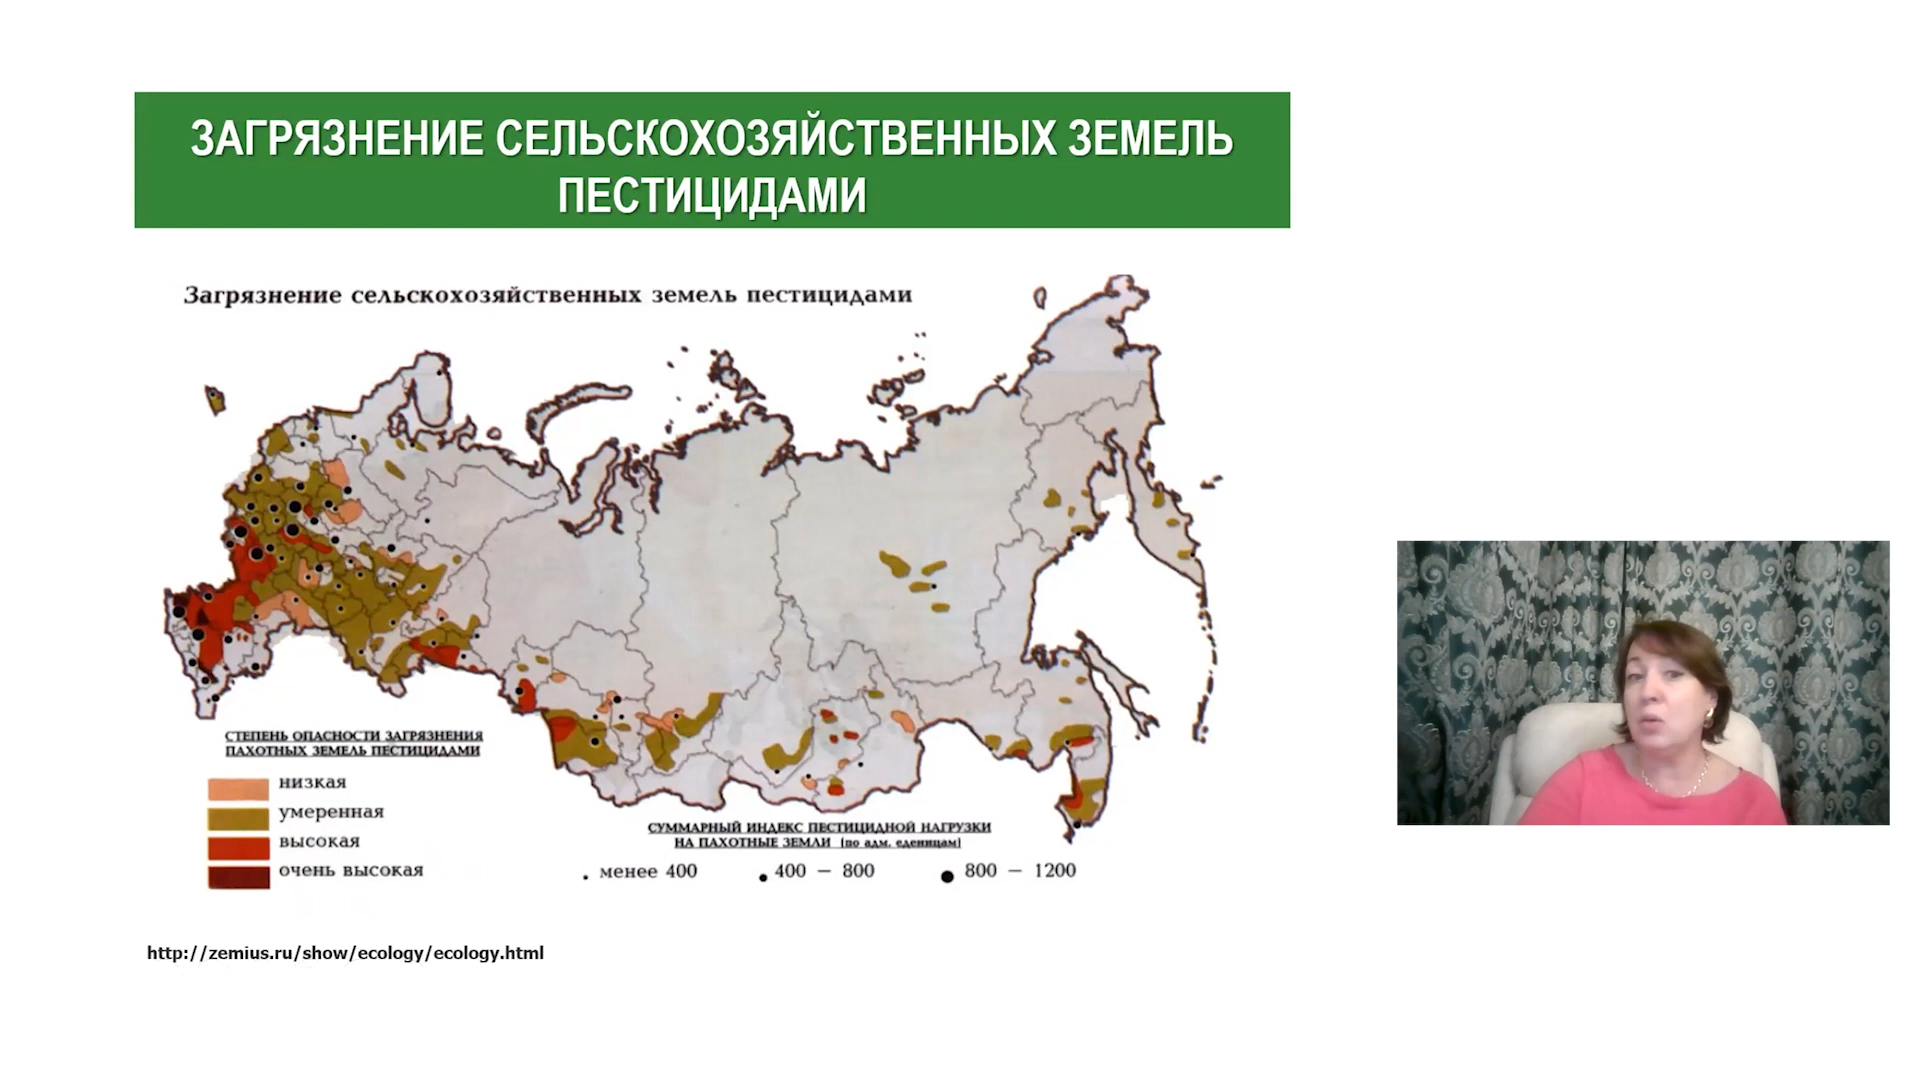 ЗАГРЯЗНЕНИЕ СЕЛЬСКОХОЗЯЙСТВЕННЫХ ЗЕМЕЛЬ
ПЕСТИЦИДАМИ
Загрязнение сельскохозяйственных земель пестицидами
СТЕПЕНЬ ОПАСНОСТИ ЗАГРЯЗНЕНИЯ
ПАХОТНЫХ ЗЕМЕЛЬ ПЕСТИЦИДАМИ
низкая
умеренная
высокая
очень высокая
СУММАРНЫЙ ИНДЕКС ПЕСТИЦИДНОЙ НАГРУЗКИ
НА ПАХОТНЫЕ ЗЕМЛИ (по адм. еденицам)
менее 400 400 — 800 800 — 1200
http://zemius.ru/show/ecology/ecology.html